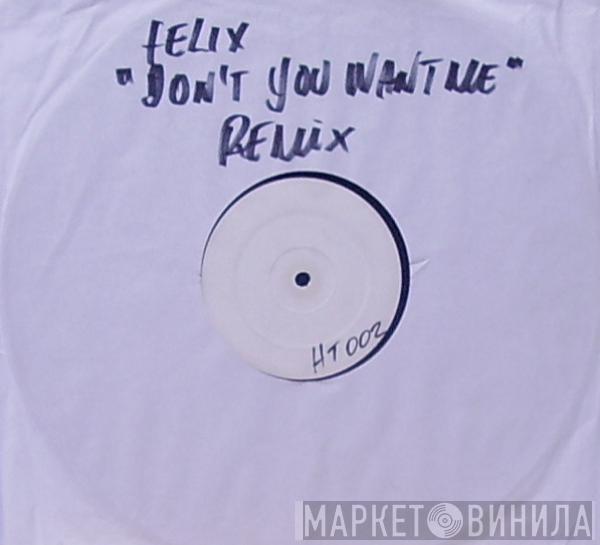 FELIX
"DON'T YOU WANT ME"
REMIX
HT002
МАРКЕТ ВИНИЛА